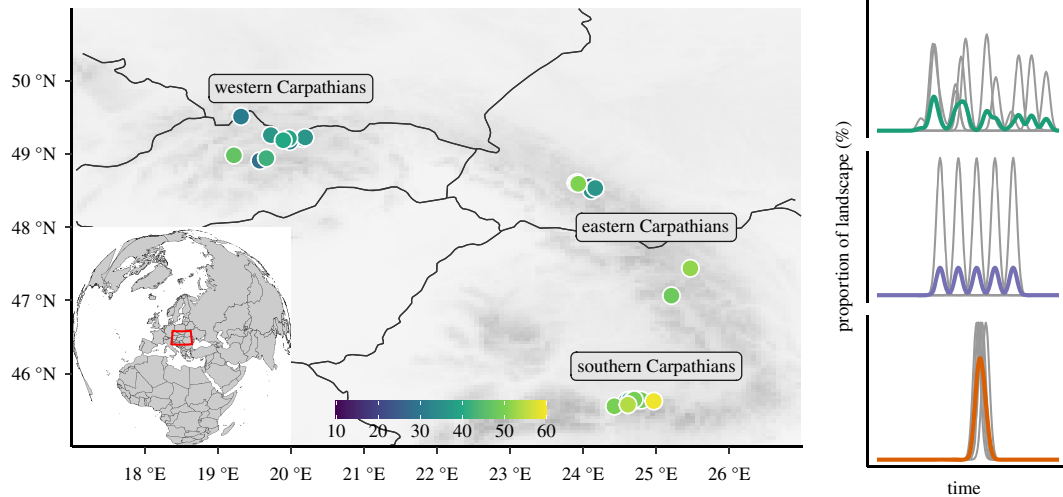 50 °N
49 °N
48 °N
47 °N
46 °N
western Carpathians
eastern Carpathians
southern Carpathians
10 20 30 40 50 60
18 °E 19 °E 20 °E 21 °E 22 °E 23 °E 24 °E 25 °E 26 °E
proportion of landscape (%)
time